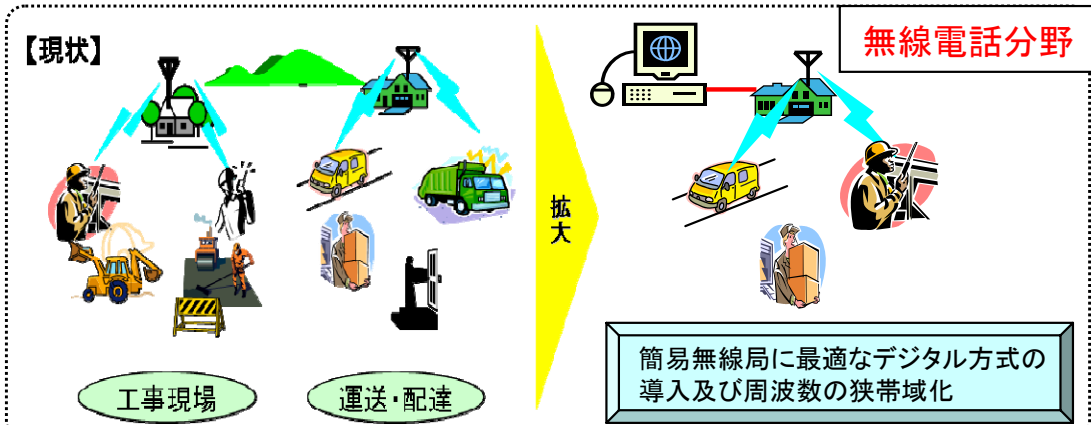 【現状】
無線電話分野
拡大
工事現場
運送・配達
簡易無線局に最適なデジタル方式の
導入及び周波数の狭帯域化